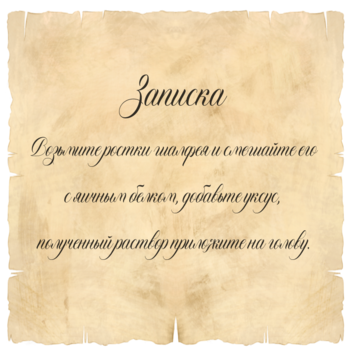 Записка
Возьмите ростки шалфея и смешайте его
с яичным белком, добавьте уксус,
полученный раствор приложите на голову.